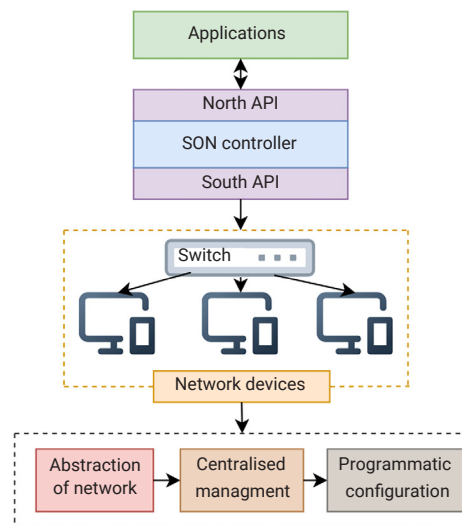 Applications
North API
SON controller
South API
Switch
Network devices
Abstraction
of network
Centralised
managment
Programmatic
configuration